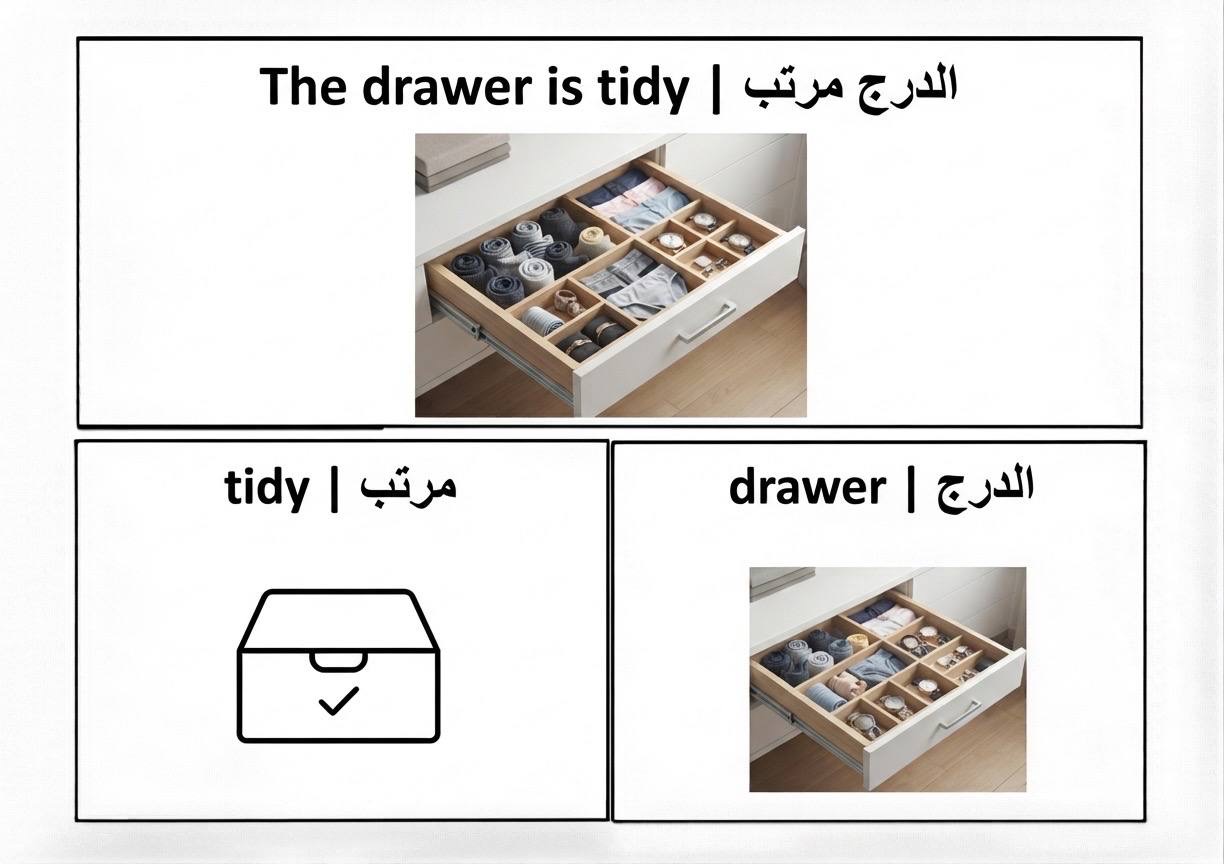 The drawer is tidy | الدرج مرتب
tidy | مرتب
drawer | الدرج